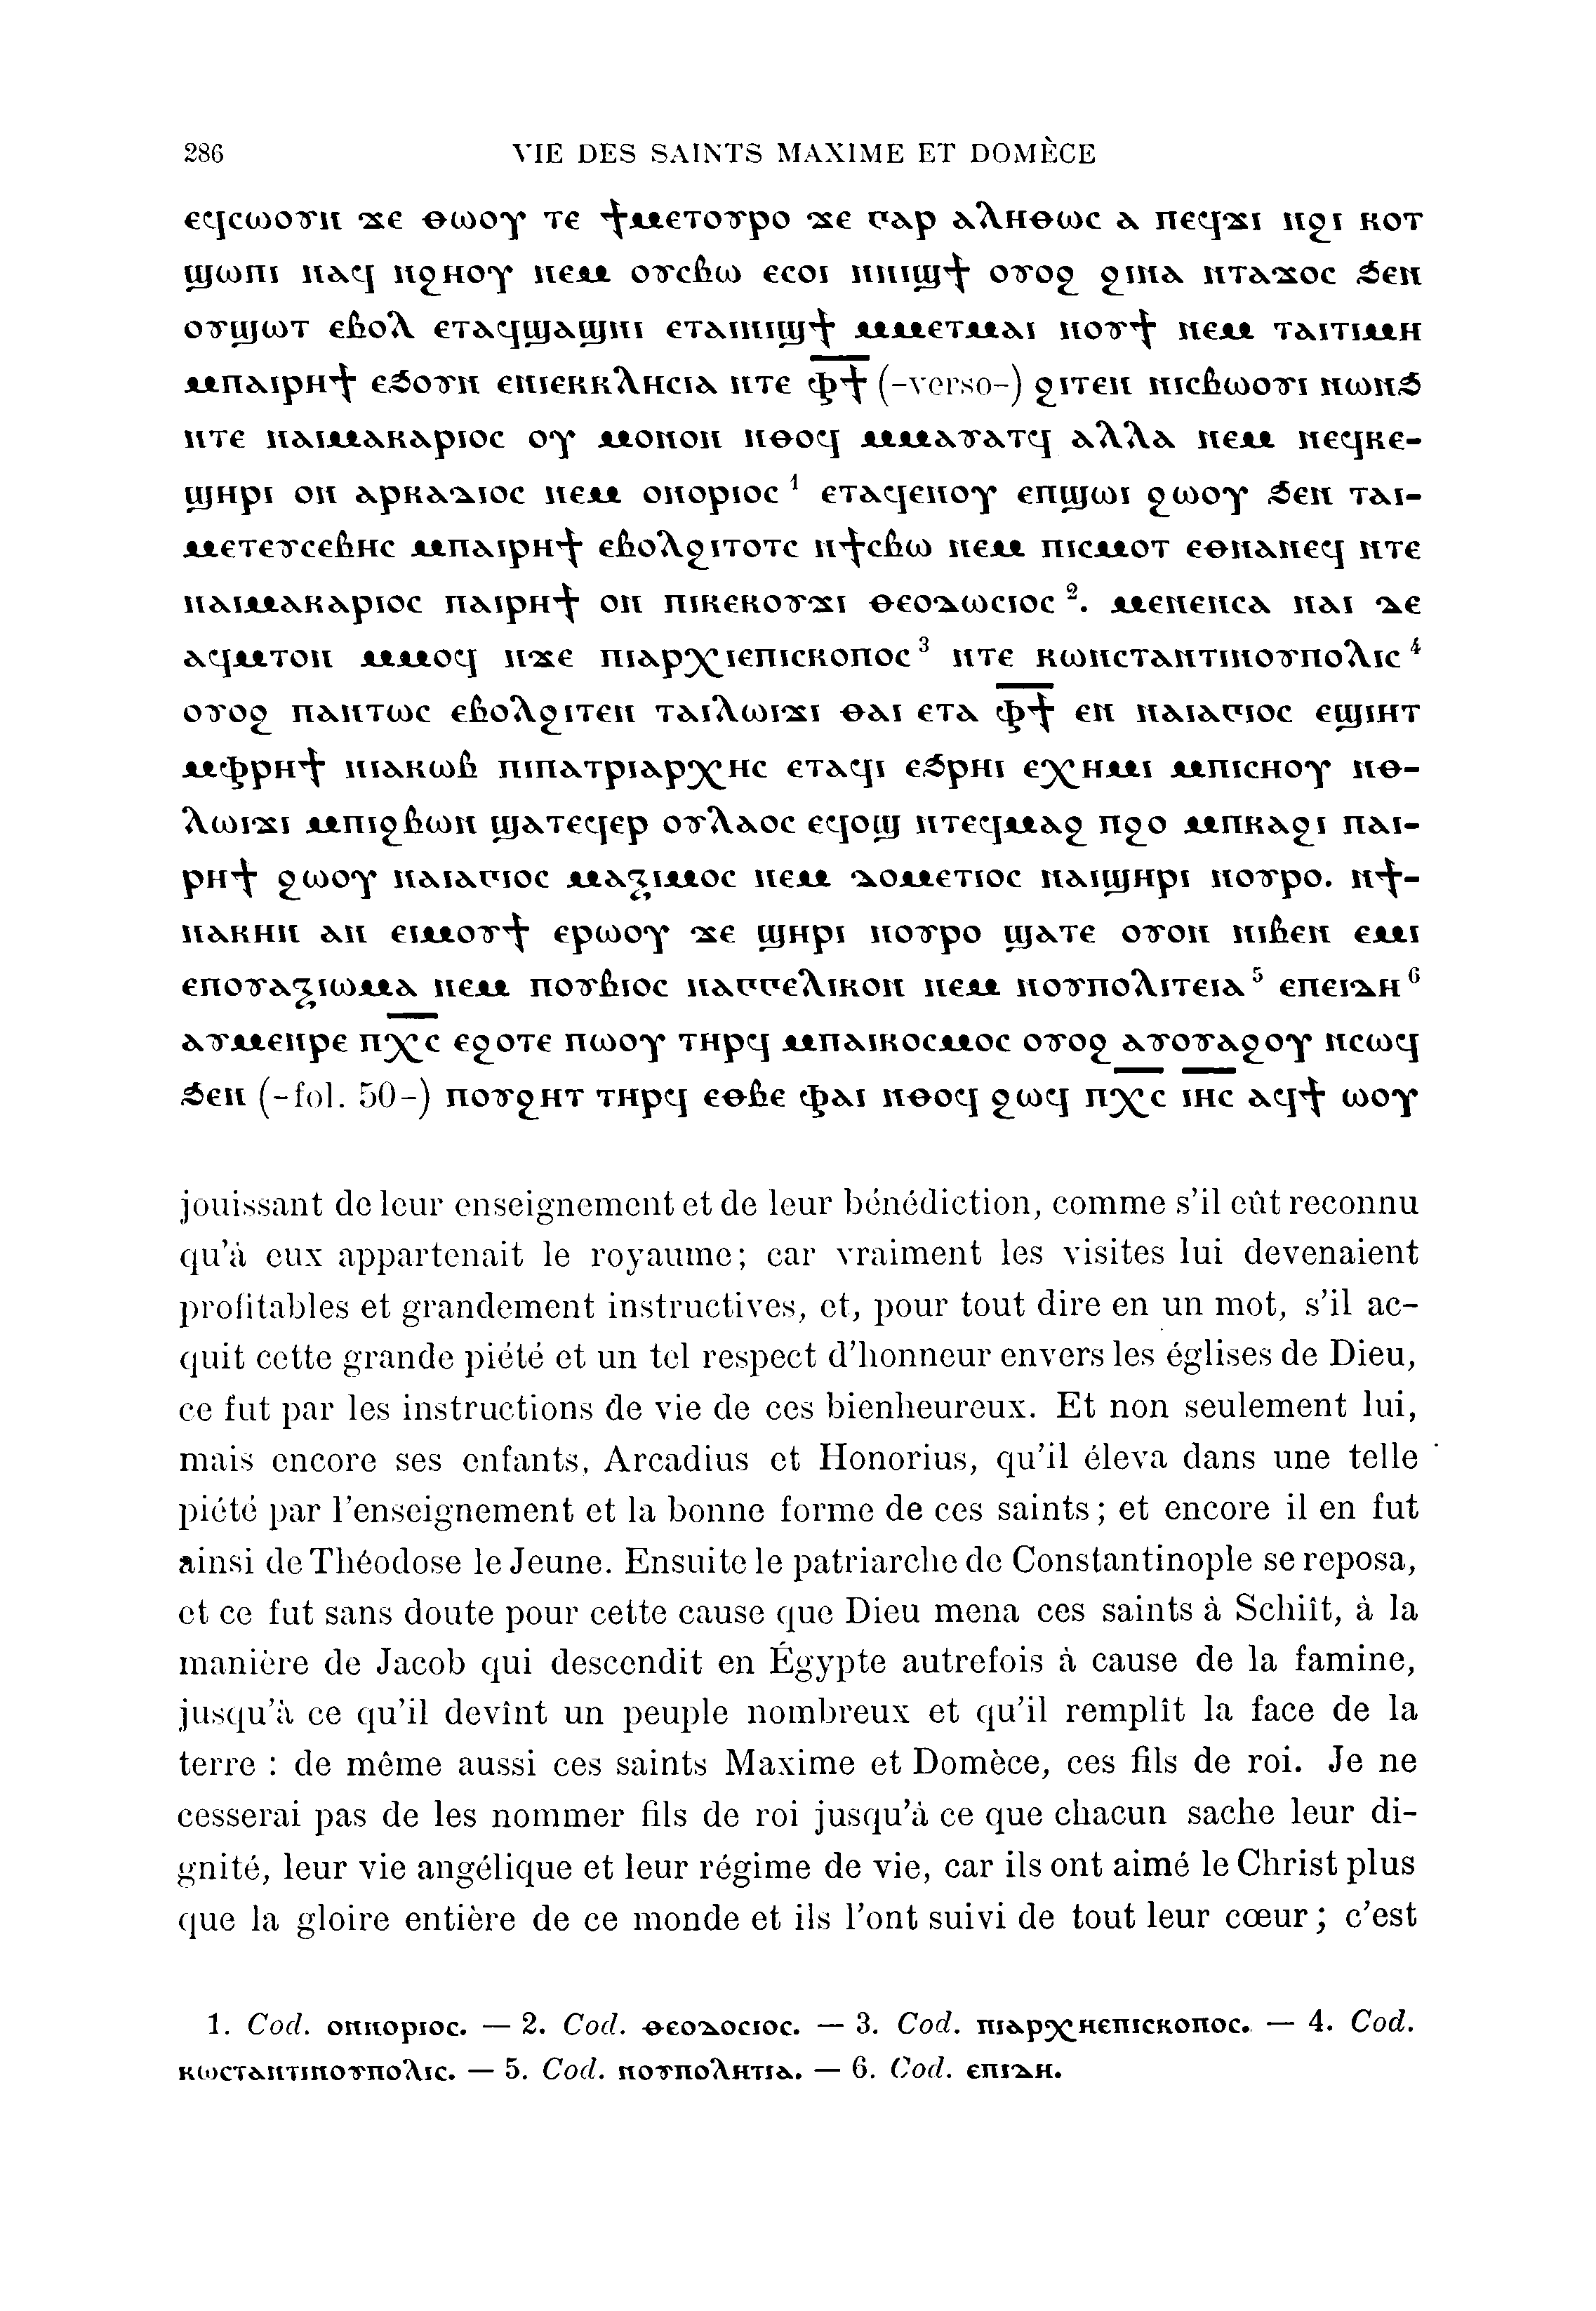 286 VIE DES SAINTS MAXIME ET DOMÈCE
ⲉϥⲥⲱⲟⲩⲛ ϫⲉ ⲑⲱⲟⲩ ⲧⲉ ϯⲙⲉⲧⲟⲩⲣⲟ ϫⲉ ⲅⲁⲣ ⲁⲗⲏⲑⲱⲥ ⲁ ⲡⲉϥϫⲓ ⲛϩⲓ ⲕⲟⲧ
ϣⲱⲡⲓ ⲛⲁϥ ⲛϩⲏⲟⲩ ⲛⲉⲙ ⲟⲩⲥⲃⲱ ⲉⲥⲟⲓ ⲛⲛⲓϣϯ ⲟⲩⲟϩ ϩⲓⲛⲁ ⲛⲧⲁϫⲟⲥ ϧⲉⲛ
ⲟⲩϣⲱⲧ ⲉⲃⲟⲗ ⲉⲧⲁϥϣⲁϣⲛⲓ ⲉⲧⲁⲓⲛⲓϣϯ ⲙⲙⲉⲧⲙⲁⲓ ⲛⲟⲩϯ ⲛⲉⲙ ⲧⲁⲓⲧⲓⲙⲏ
ⲙⲡⲁⲓⲣⲏϯ ⲉϧⲟⲩⲛ ⲉⲛⲓⲉⲕⲕⲗⲏⲥⲓⲁ ⲛⲧⲉ ⲫ̅ϯ̅ (-verso-) ϩⲓⲧⲉⲛ ⲛⲓⲥⲃⲱⲟⲩⲓ ⲛⲱⲛϧ
ⲛⲧⲉ ⲛⲁⲓⲙⲁⲕⲁⲣⲓⲟⲥ ⲟⲩ ⲙⲟⲛⲟⲛ ⲛⲑⲟϥ ⲙⲙⲁⲩⲁⲧϥ ⲁⲗⲗⲁ ⲛⲉⲙ ⲛⲉϥⲕⲉ-
ϣⲏⲣⲓ ⲟⲛ ⲁⲣⲕⲁⲇⲓⲟⲥ ⲛⲉⲙ ⲟⲛⲟⲣⲓⲟⲥ ¹ ⲉⲧⲁϥⲉⲛⲟⲩ ⲉⲡϣⲱⲓ ϩⲱⲟⲩ ϧⲉⲛ ⲧⲁⲓ-
ⲙⲉⲧⲉⲩⲥⲉⲃⲏⲥ ⲙⲡⲁⲓⲣⲏϯ ⲉⲃⲟⲗϩⲓⲧⲟⲧⲥ ⲛϯⲥⲃⲱ ⲛⲉⲙ ⲡⲓⲥⲙⲟⲧ ⲉⲑⲛⲁⲛⲉϥ ⲛⲧⲉ
ⲛⲁⲓⲙⲁⲕⲁⲣⲓⲟⲥ ⲡⲁⲓⲣⲏϯ ⲟⲛ ⲡⲓⲕⲉⲕⲟⲩϫⲓ ⲑⲉⲟⲇⲱⲥⲓⲟⲥ ². ⲙⲉⲛⲉⲛⲥⲁ ⲛⲁⲓ ⲇⲉ
ⲁϥⲙⲧⲟⲛ ⲙⲙⲟϥ ⲛϫⲉ ⲡⲓⲁⲣⲭⲓⲉⲡⲓⲥⲕⲟⲡⲟⲥ ³ ⲛⲧⲉ ⲕⲱⲛⲥⲧⲁⲛⲧⲓⲛⲟⲩⲡⲟⲗⲓⲥ ⁴
ⲟⲩⲟϩ ⲡⲁⲛⲧⲱⲥ ⲉⲃⲟⲗϩⲓⲧⲉⲛ ⲧⲁⲓⲗⲱⲓϫⲓ ⲑⲁⲓ ⲉⲧⲁ ⲫ̅ϯ̅ ⲉⲛ ⲛⲁⲓⲁⲅⲓⲟⲥ ⲉϣⲓⲏⲧ
ⲙⲫⲣⲏϯ ⲛⲓⲁⲕⲱⲃ ⲡⲓⲡⲁⲧⲣⲓⲁⲣⲭⲏⲥ ⲉⲧⲁϥⲓ ⲉϧⲣⲏⲓ ⲉⲭⲏⲙⲓ ⲙⲡⲓⲥⲏⲟⲩ ⲛⲑ-
ⲗⲱⲓϫⲓ ⲙⲡⲓϩⲃⲱⲛ ϣⲁⲧⲉϥⲉⲣ ⲟⲩⲗⲁⲟⲥ ⲉϥⲟϣ ⲛⲧⲉϥⲙⲁϩ ⲡϩⲟ ⲙⲡⲕⲁϩⲓ ⲡⲁⲓ-
ⲣⲏϯ ϩⲱⲟⲩ ⲛⲁⲓⲁⲅⲓⲟⲥ ⲙⲁⲝⲓⲙⲟⲥ ⲛⲉⲙ ⲇⲟⲙⲉⲧⲓⲟⲥ ⲛⲁⲓϣⲏⲣⲓ ⲛⲟⲩⲣⲟ. ⲛϯ-
ⲛⲁⲕⲏⲛ ⲁⲛ ⲉⲓⲙⲟⲩϯ ⲉⲣⲱⲟⲩ ϫⲉ ϣⲏⲣⲓ ⲛⲟⲩⲣⲟ ϣⲁⲧⲉ ⲟⲩⲟⲛ ⲛⲓⲃⲉⲛ ⲉⲙⲓ
ⲉⲡⲟⲩⲁⲝⲓⲱⲙⲁ ⲛⲉⲙ ⲡⲟⲩⲃⲓⲟⲥ ⲛⲁⲅⲅⲉⲗⲓⲕⲟⲛ ⲛⲉⲙ ⲛⲟⲩⲡⲟⲗⲓⲧⲉⲓⲁ ⁵ ⲉⲡⲉⲓⲇⲏ ⁶
ⲁⲩⲙⲉⲛⲣⲉ ⲡⲭ̅ⲥ̅ ⲉϩⲟⲧⲉ ⲡⲱⲟⲩ ⲧⲏⲣϥ ⲙⲡⲁⲓⲕⲟⲥⲙⲟⲥ ⲟⲩⲟϩ ⲁⲩⲟⲩⲁϩⲟⲩ ⲛⲥⲱϥ
ϧⲉⲛ (-fol. 50-) ⲡⲟⲩϩⲏⲧ ⲧⲏⲣϥ ⲉⲑⲃⲉ ⲫⲁⲓ ⲛⲑⲟϥ ϩⲱϥ ⲡⲭ̅ⲥ̅ ⲓⲏ̅ⲥ̅ ⲁϥϯ ⲱⲟⲩ
jouissant de leur enseignement et de leur bénédiction, comme s'il eût reconnu
qu'à eux appartenait le royaume; car vraiment les visites lui devenaient
profitables et grandement instructives, et, pour tout dire en un mot, s'il ac-
quit cette grande piété et un tel respect d'honneur envers les églises de Dieu,
ce fut par les instructions de vie de ces bienheureux. Et non seulement lui,
mais encore ses enfants, Arcadius et Honorius, qu'il éleva dans une telle
piété par l'enseignement et la bonne forme de ces saints; et encore il en fut
ainsi de Théodose le Jeune. Ensuite le patriarche de Constantinople se reposa,
et ce fut sans doute pour cette cause que Dieu mena ces saints à Schiît, à la
manière de Jacob qui descendit en Égypte autrefois à cause de la famine,
jusqu'à ce qu'il devînt un peuple nombreux et qu'il remplît la face de la
terre : de même aussi ces saints Maxime et Domèce, ces fils de roi. Je ne
cesserai pas de les nommer fils de roi jusqu'à ce que chacun sache leur di-
gnité, leur vie angélique et leur régime de vie, car ils ont aimé le Christ plus
que la gloire entière de ce monde et ils l'ont suivi de tout leur cœur; c'est
1. Cod. ⲟⲛⲛⲟⲣⲓⲟⲥ. — 2. Cod. ⲑⲉⲟⲇⲟⲥⲓⲟⲥ. — 3. Cod. ⲡⲓⲁⲣⲭⲏⲉⲡⲓⲥⲕⲟⲡⲟⲥ. — 4. Cod.
ⲕⲱⲥⲧⲁⲛⲧⲓⲛⲟⲩⲡⲟⲗⲓⲥ. — 5. Cod. ⲛⲟⲩⲡⲟⲗⲏⲧⲓⲁ. — 6. Cod. ⲉⲡⲓⲇⲏ.